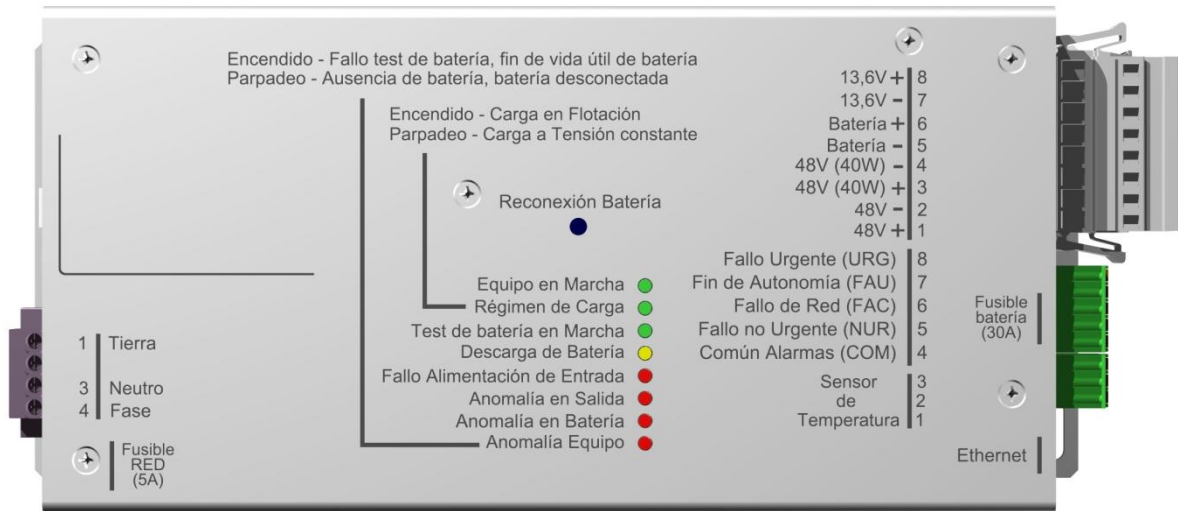 Encendido - Fallo test de batería, fin de vida útil de batería
Parpadeo - Ausencia de batería, batería desconectada
Encendido - Carga en Flotación
Parpadeo - Carga a Tensión constante
Reconexión Batería
Equipo en Marcha
Régimen de Carga
Test de batería en Marcha
Descarga de Batería
Fallo Alimentación de Entrada
Anomalía en Salida
Anomalía en Batería
Anomalía Equipo
1 Tierra
3 Neutro
4 Fase
Fusible
RED
(5A)
13,6V + 8
13,6V - 7
Batería + 6
Batería - 5
48V (40W) - 4
48V (40W) + 3
48V - 2
48V + 1
Fallo Urgente (URG) 8
Fin de Autonomía (FAU) 7
Fallo de Red (FAC) 6
Fallo no Urgente (NUR) 5
Común Alarmas (COM) 4
Sensor 3
de 2
Temperatura 1
Fusible
batería
(30A)
Ethernet